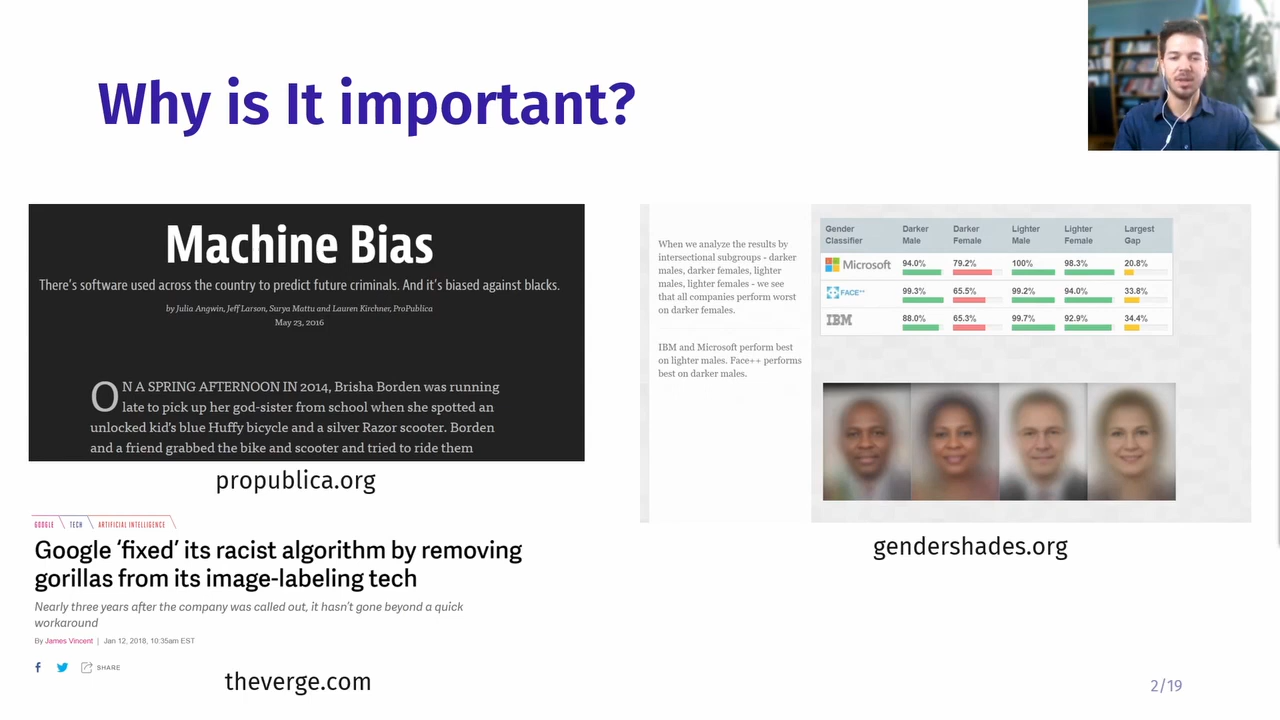 Why is It important?
Machine Bias
There's software used across the country to predict future criminals. And it's biased against blacks.
by Julia Angwin, Jeff Larson, Surya Mattu and Lauren Kirchner, ProPublica
May 23, 2016
ON A SPRING AFTERNOON IN 2014, Brisha Borden was running
late to pick up her god-sister from school when she spotted an
unlocked kid's blue Huffy bicycle and a silver Razor scooter. Borden
and a friend grabbed the bike and scooter and tried to ride them
propublica.org
GOOGLE TECH ARTIFICIAL INTELLIGENCE
Google ‘fixed’ its racist algorithm by removing
gorillas from its image-labeling tech
Nearly three years after the company was called out, it hasn't gone beyond a quick
workaround
By James Vincent | Jan 12, 2018, 10:35am EST
SHARE
theverge.com
When we analyze the results by
intersectional subgroups - darker
males, darker females, lighter
males, lighter females - we see
that all companies perform worst
on darker females.
IBM and Microsoft perform best
on lighter males. Face++ performs
best on darker males.
Gender Classifier Darker Male Darker Female Lighter Male Lighter Female Largest Gap
Microsoft 94.0% 79.2% 100% 98.3% 20.8%
FACE++ 99.3% 65.5% 99.2% 94.0% 33.8%
IBM 88.0% 65.3% 99.7% 92.9% 34.4%
gendershades.org
2/19